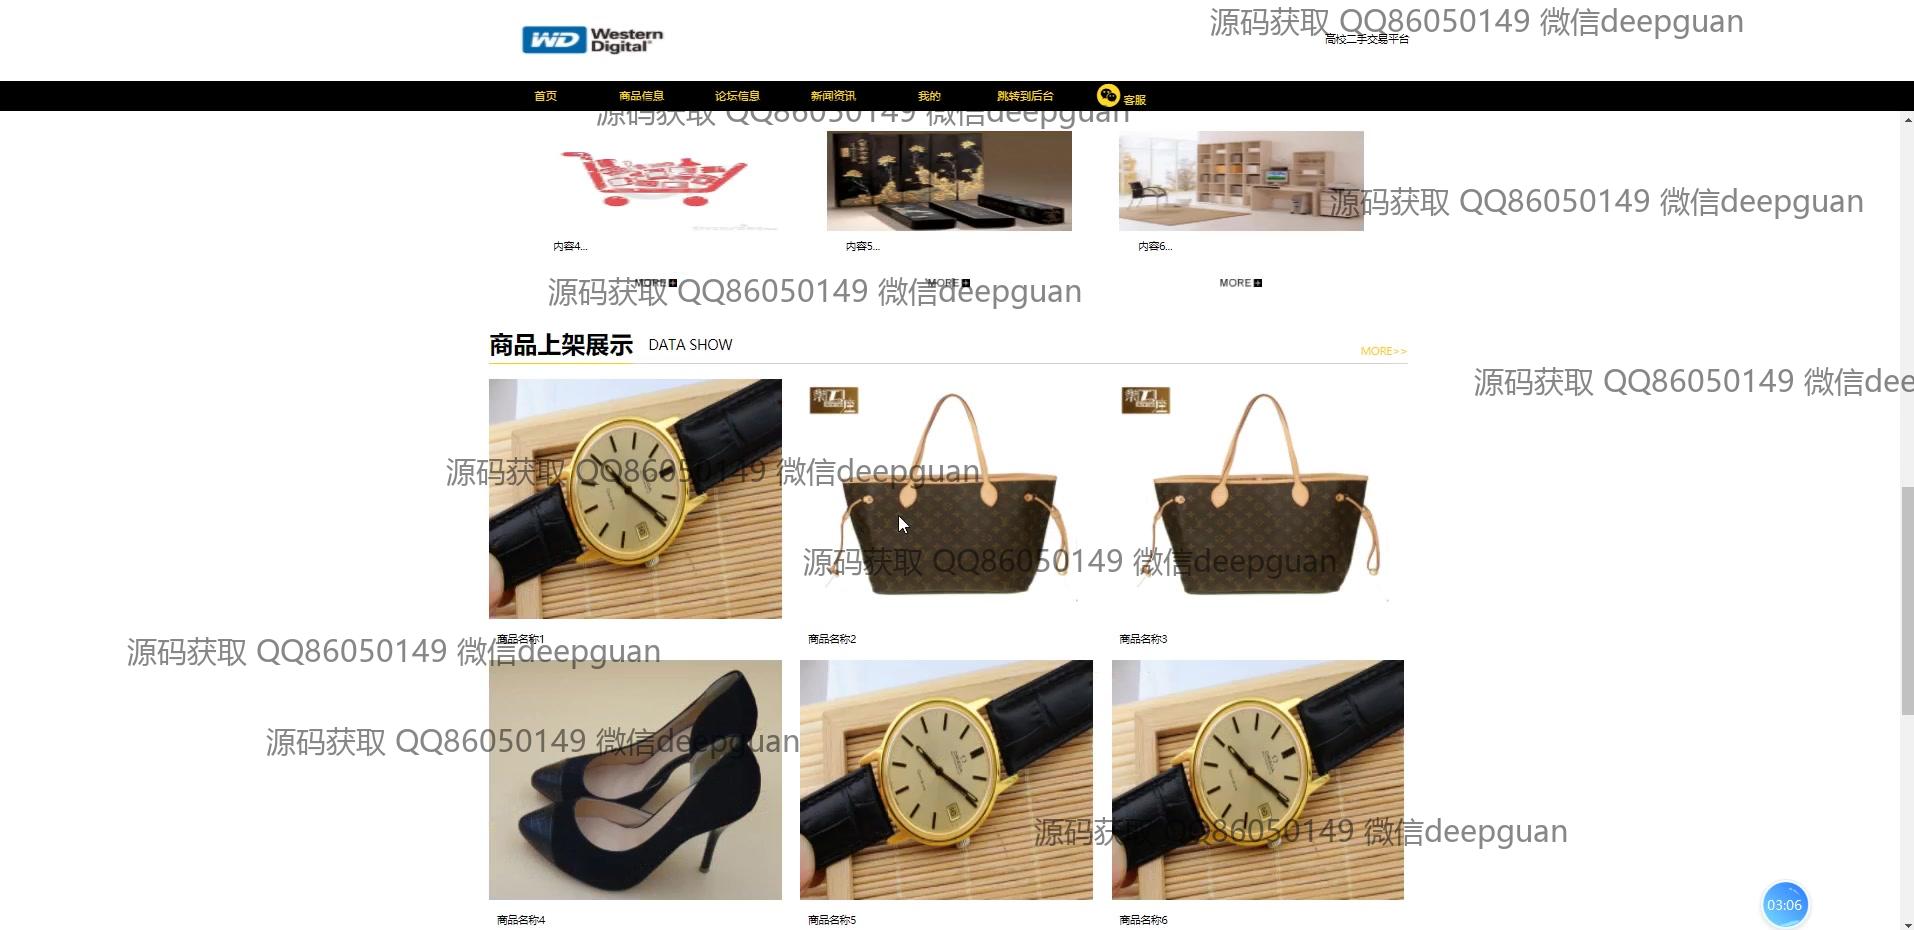 源码获取 QQ86050149 微信deepguan
WD Western Digital
高校二手交易平台
首页 商品信息 论坛信息 新闻资讯 我的 跳转到后台 客服
源码获取 QQ86050149 微信deepguan
源码获取 QQ86050149 微信deepguan
内容4... 内容5... 内容6...
MORE MORE MORE
源码获取 QQ86050149 微信deepguan
商品上架展示 DATA SHOW MORE>>
源码获取 QQ86050149 微信dee
源码获取 QQ86050149 微信deepguan
源码获取 QQ86050149 微信deepguan
商品名称1 商品名称2 商品名称3
源码获取 QQ86050149 微信deepguan
源码获取 QQ86050149 微信deepguan
源码获取 QQ86050149 微信deepguan
商品名称4 商品名称5 商品名称6
03:06